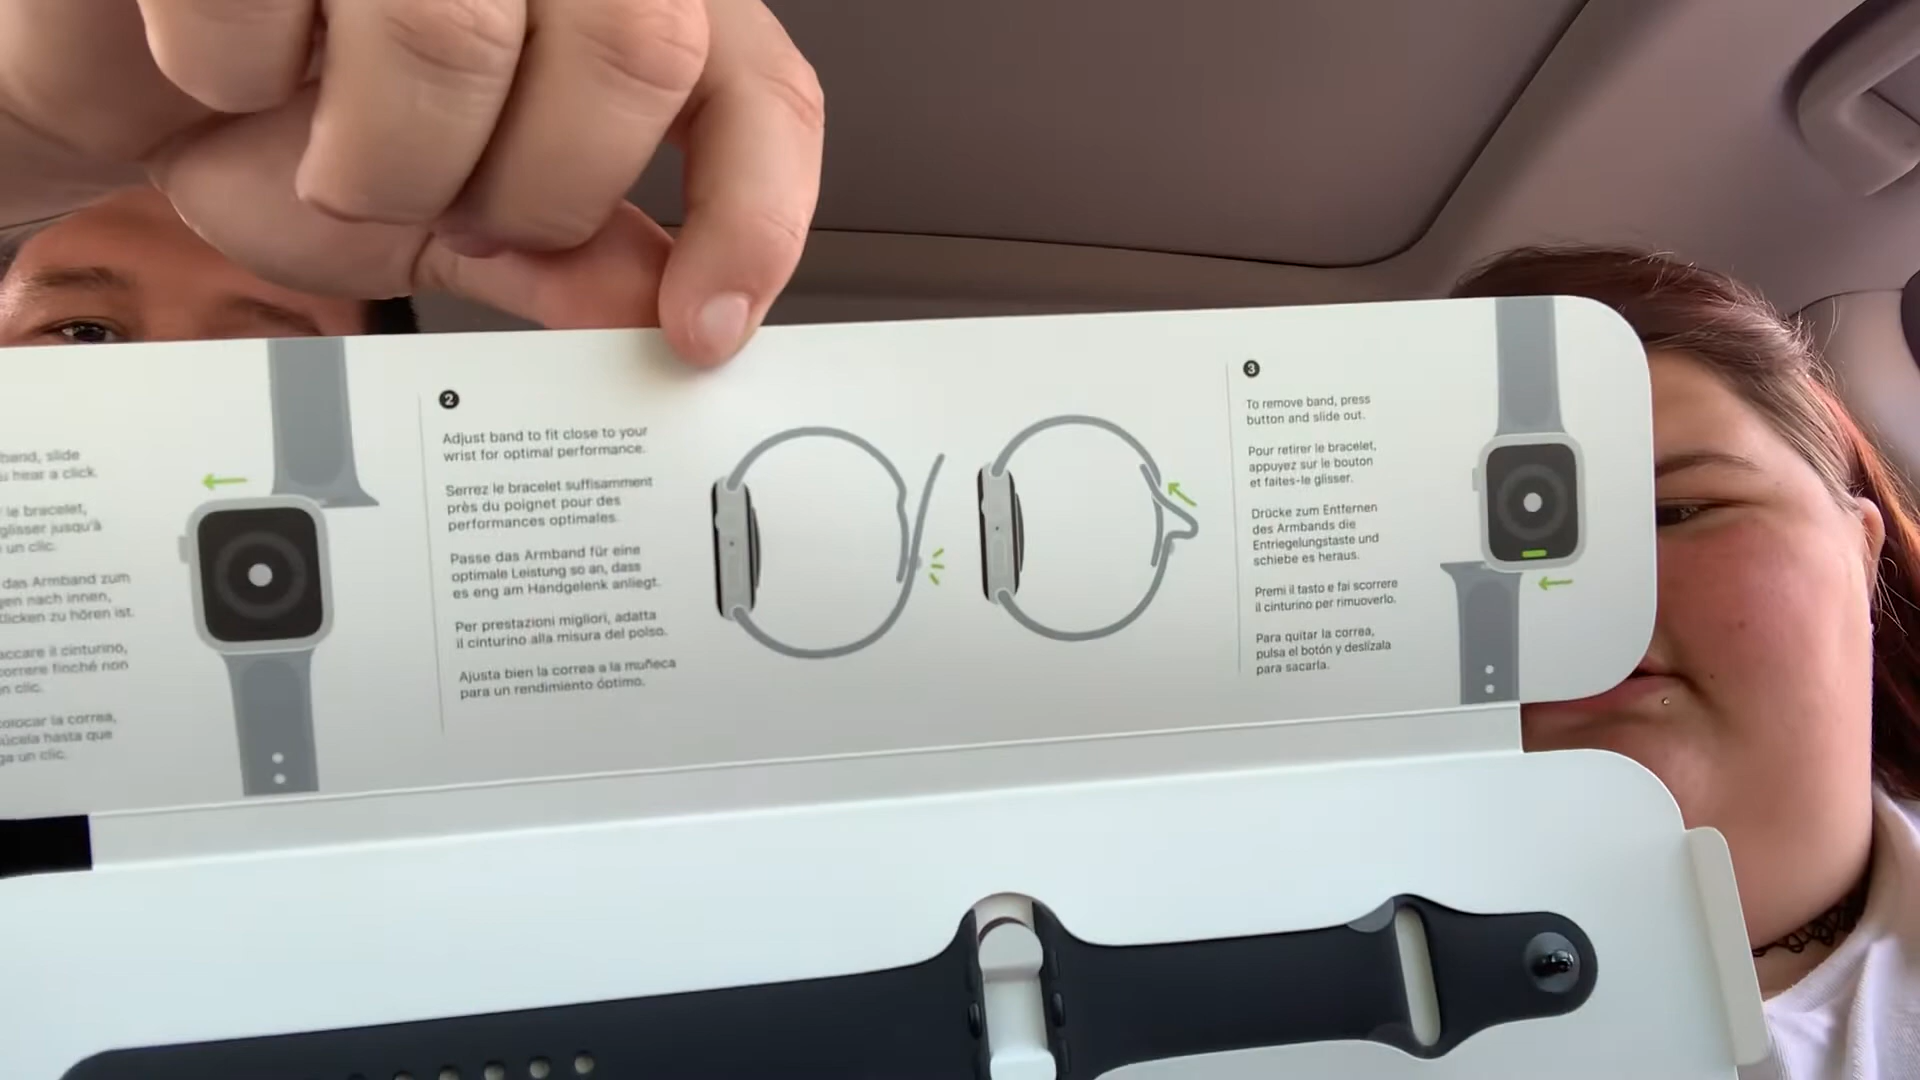 band, slide
u hear a click.
le bracelet,
glisser jusqu'à
un clic.
das Armband zum
en nach innen,
licken zu hören ist.
accare il cinturino,
correre finché non
n clic.
olocar la correa,
úcela hasta que
ga un clic.
2
Adjust band to fit close to your
wrist for optimal performance.
Serrez le bracelet suffisamment
près du poignet pour des
performances optimales.
Passe das Armband für eine
optimale Leistung so an, dass
es eng am Handgelenk anliegt.
Per prestazioni migliori, adatta
il cinturino alla misura del polso.
Ajusta bien la correa a la muñeca
para un rendimiento óptimo.
3
To remove band, press
button and slide out.
Pour retirer le bracelet,
appuyez sur le bouton
et faites-le glisser.
Drücke zum Entfernen
des Armbands die
Entriegelungstaste und
schiebe es heraus.
Premi il tasto e fai scorrere
il cinturino per rimuoverlo.
Para quitar la correa,
pulsa el botón y deslízala
para sacarla.